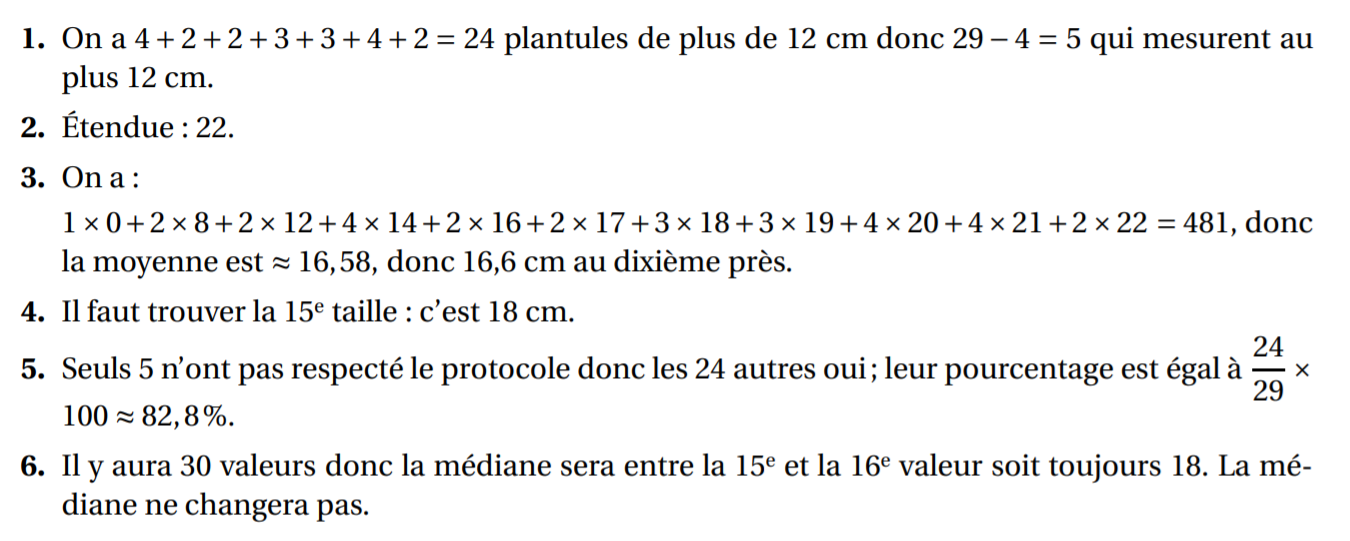 1. On a 4 + 2 + 2 + 3 + 3 + 4 + 2 = 24 plantules de plus de 12 cm donc 29 − 4 = 5 qui mesurent au
plus 12 cm.
2. Étendue : 22.
3. On a :
1 × 0 + 2 × 8 + 2 × 12 + 4 × 14 + 2 × 16 + 2 × 17 + 3 × 18 + 3 × 19 + 4 × 20 + 4 × 21 + 2 × 22 = 481, donc
la moyenne est ≈ 16,58, donc 16,6 cm au dixième près.
4. Il faut trouver la 15ᵉ taille : c’est 18 cm.
5. Seuls 5 n’ont pas respecté le protocole donc les 24 autres oui ; leur pourcentage est égal à 24/29 ×
100 ≈ 82,8 %.
6. Il y aura 30 valeurs donc la médiane sera entre la 15ᵉ et la 16ᵉ valeur soit toujours 18. La mé-
diane ne changera pas.